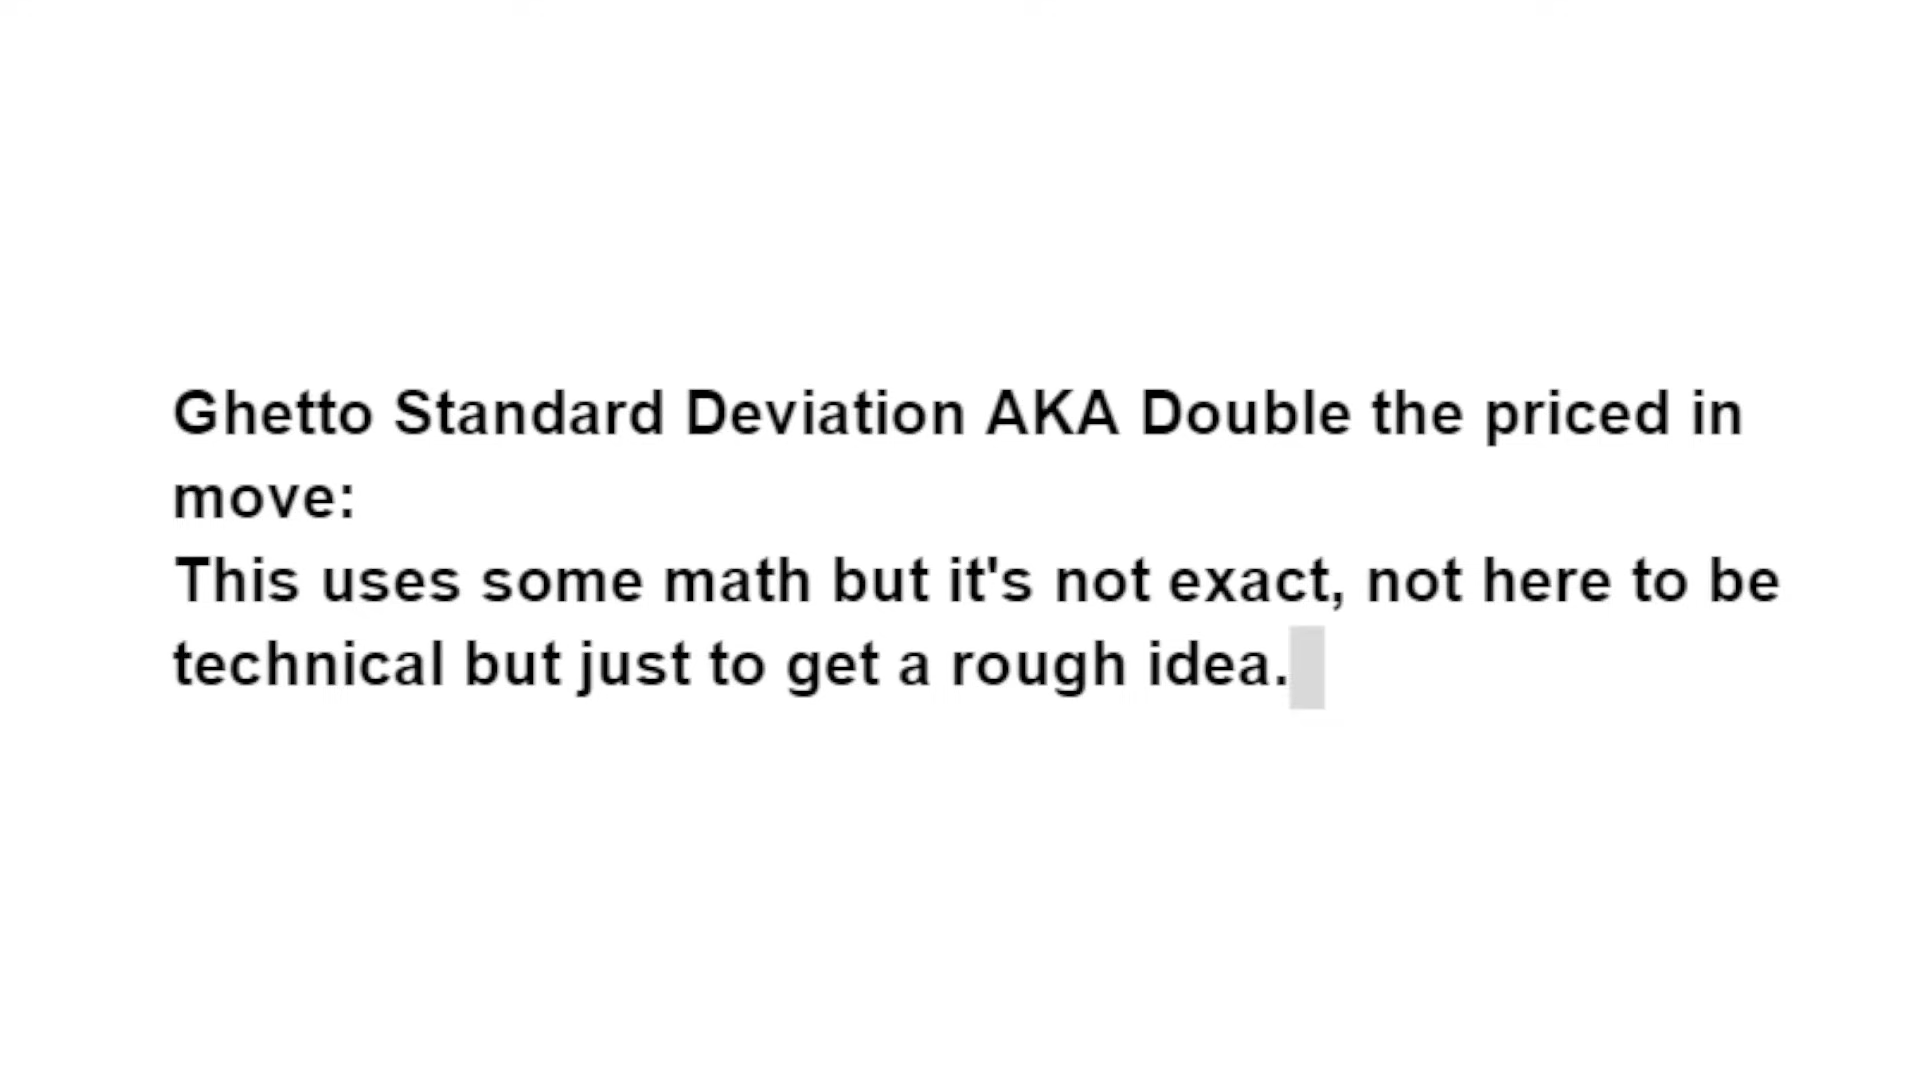 Ghetto Standard Deviation AKA Double the priced in
move:
This uses some math but it's not exact, not here to be
technical but just to get a rough idea.